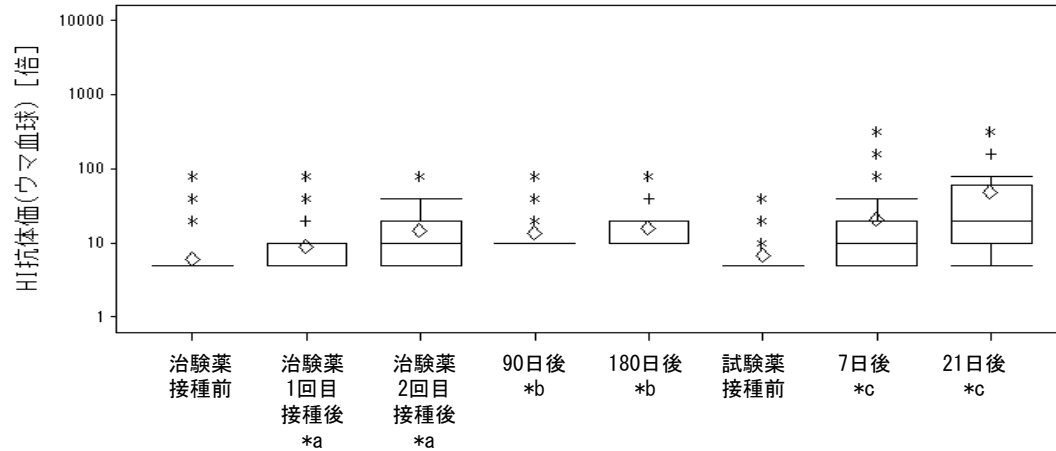 HI抗体価(ウマ血球) [倍]
10000
1000
100
10
1
治験薬
接種前
治験薬
1回目
接種後
*a
治験薬
2回目
接種後
*a
90日後
*b
180日後
*b
試験薬
接種前
7日後
*c
21日後
*c